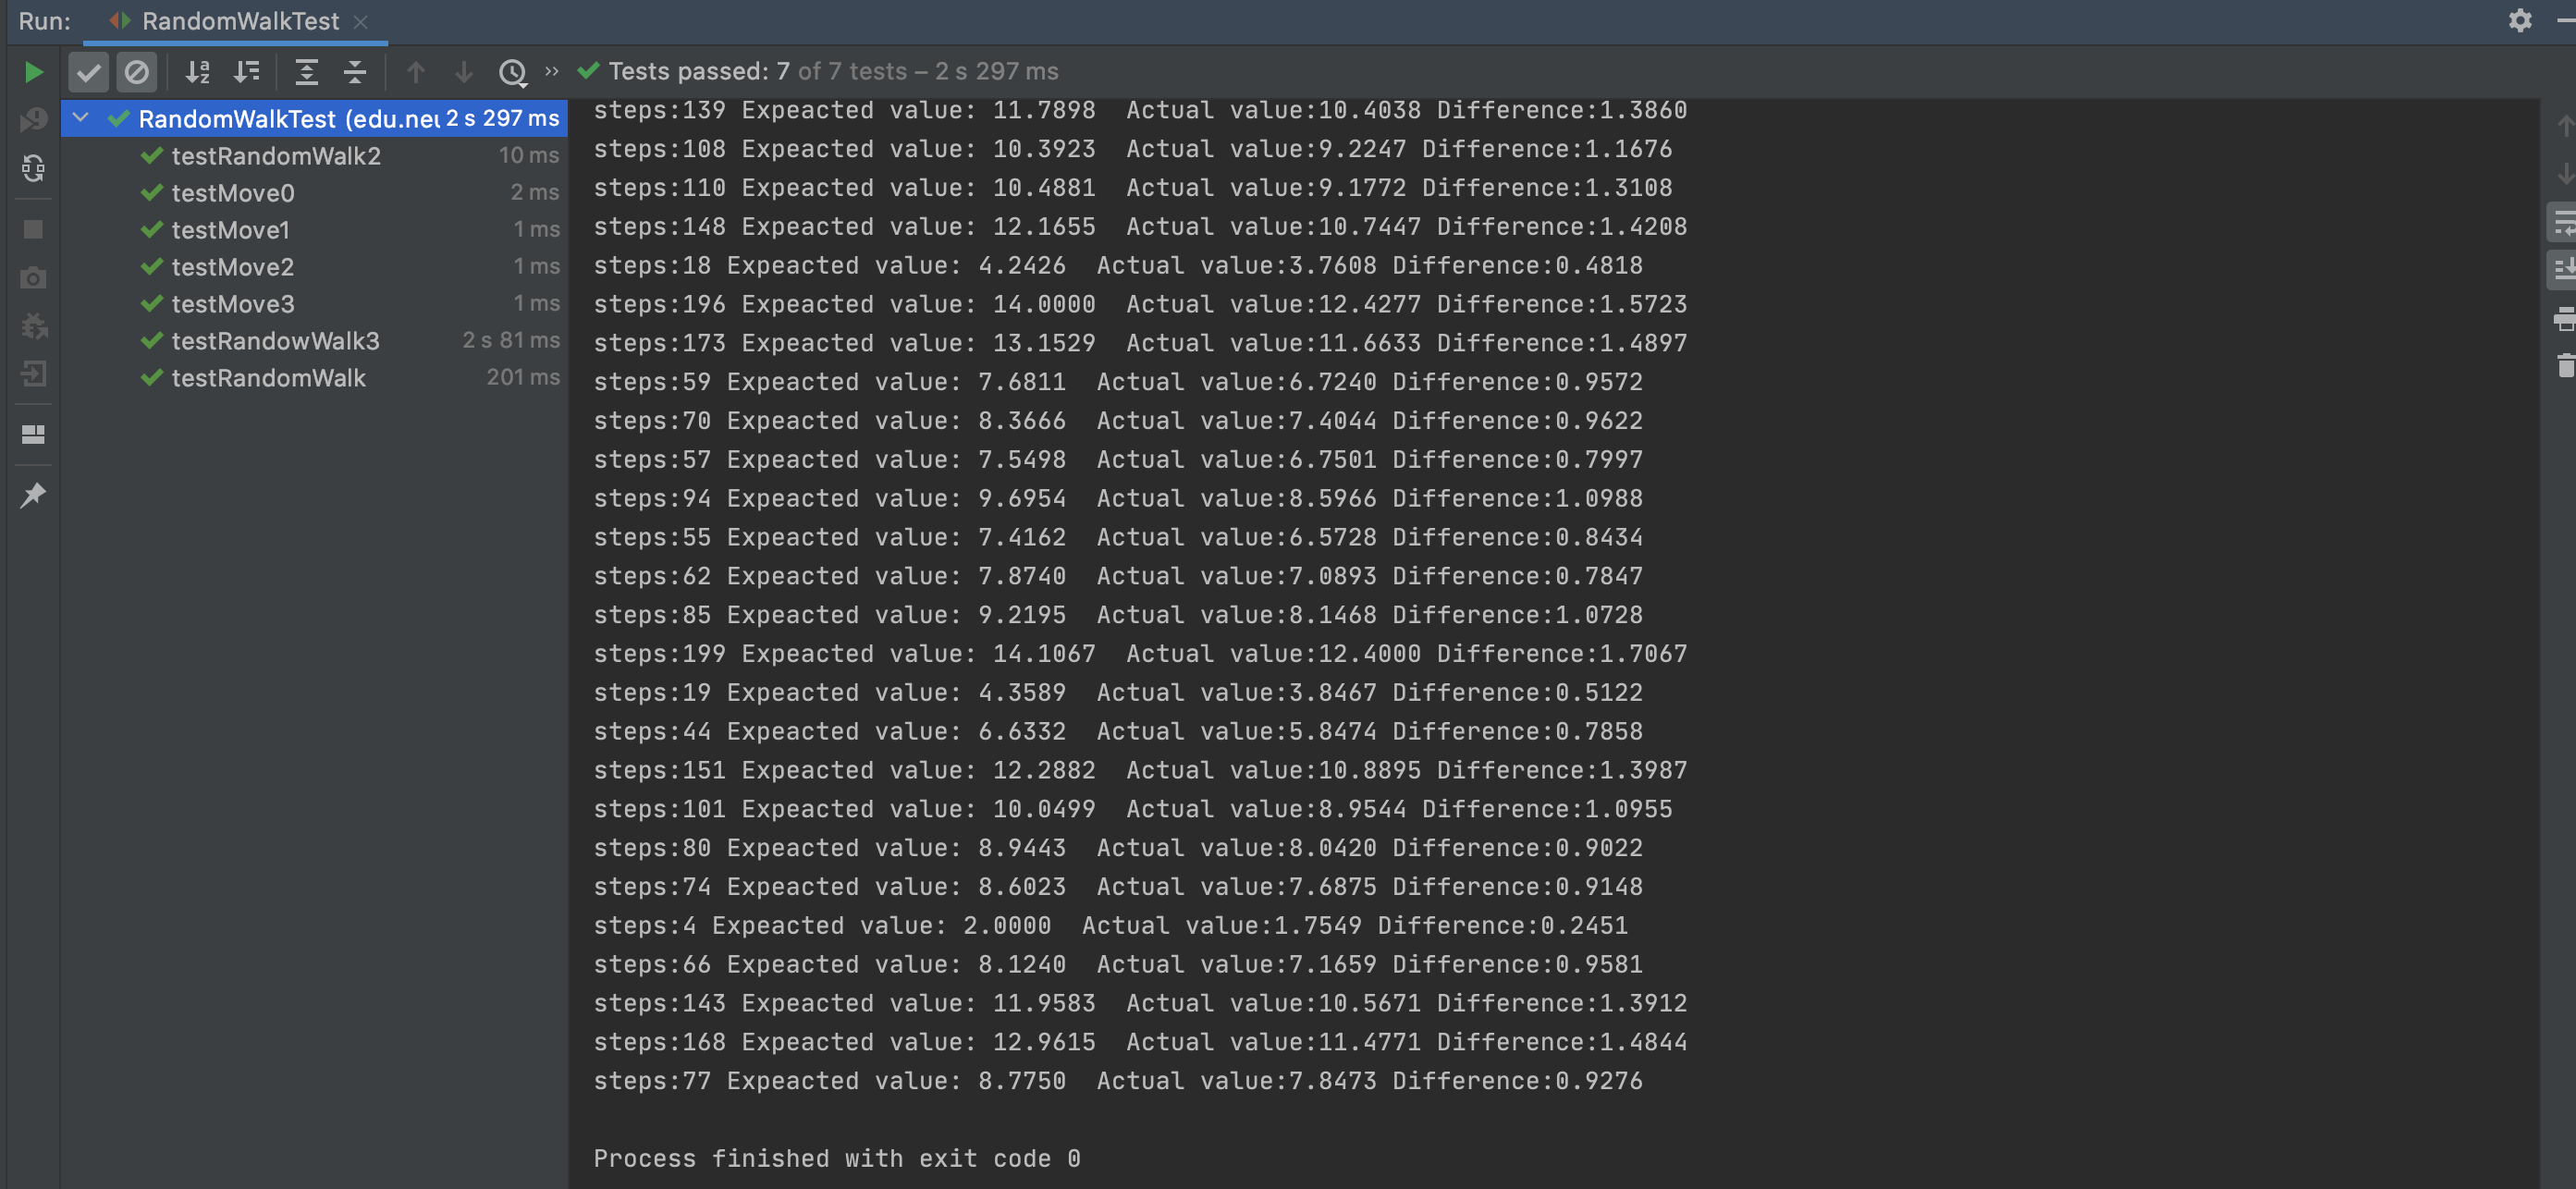 Run: RandomWalkTest
Tests passed: 7 of 7 tests – 2 s 297 ms
RandomWalkTest (edu.neu 2 s 297 ms
testRandomWalk2 10 ms
testMove0 2 ms
testMove1 1 ms
testMove2 1 ms
testMove3 1 ms
testRandowWalk3 2 s 81 ms
testRandomWalk 201 ms
steps:139 Expeacted value: 11.7898  Actual value:10.4038 Difference:1.3860
steps:108 Expeacted value: 10.3923  Actual value:9.2247 Difference:1.1676
steps:110 Expeacted value: 10.4881  Actual value:9.1772 Difference:1.3108
steps:148 Expeacted value: 12.1655  Actual value:10.7447 Difference:1.4208
steps:18 Expeacted value: 4.2426  Actual value:3.7608 Difference:0.4818
steps:196 Expeacted value: 14.0000  Actual value:12.4277 Difference:1.5723
steps:173 Expeacted value: 13.1529  Actual value:11.6633 Difference:1.4897
steps:59 Expeacted value: 7.6811  Actual value:6.7240 Difference:0.9572
steps:70 Expeacted value: 8.3666  Actual value:7.4044 Difference:0.9622
steps:57 Expeacted value: 7.5498  Actual value:6.7501 Difference:0.7997
steps:94 Expeacted value: 9.6954  Actual value:8.5966 Difference:1.0988
steps:55 Expeacted value: 7.4162  Actual value:6.5728 Difference:0.8434
steps:62 Expeacted value: 7.8740  Actual value:7.0893 Difference:0.7847
steps:85 Expeacted value: 9.2195  Actual value:8.1468 Difference:1.0728
steps:199 Expeacted value: 14.1067  Actual value:12.4000 Difference:1.7067
steps:19 Expeacted value: 4.3589  Actual value:3.8467 Difference:0.5122
steps:44 Expeacted value: 6.6332  Actual value:5.8474 Difference:0.7858
steps:151 Expeacted value: 12.2882  Actual value:10.8895 Difference:1.3987
steps:101 Expeacted value: 10.0499  Actual value:8.9544 Difference:1.0955
steps:80 Expeacted value: 8.9443  Actual value:8.0420 Difference:0.9022
steps:74 Expeacted value: 8.6023  Actual value:7.6875 Difference:0.9148
steps:4 Expeacted value: 2.0000  Actual value:1.7549 Difference:0.2451
steps:66 Expeacted value: 8.1240  Actual value:7.1659 Difference:0.9581
steps:143 Expeacted value: 11.9583  Actual value:10.5671 Difference:1.3912
steps:168 Expeacted value: 12.9615  Actual value:11.4771 Difference:1.4844
steps:77 Expeacted value: 8.7750  Actual value:7.8473 Difference:0.9276
Process finished with exit code 0